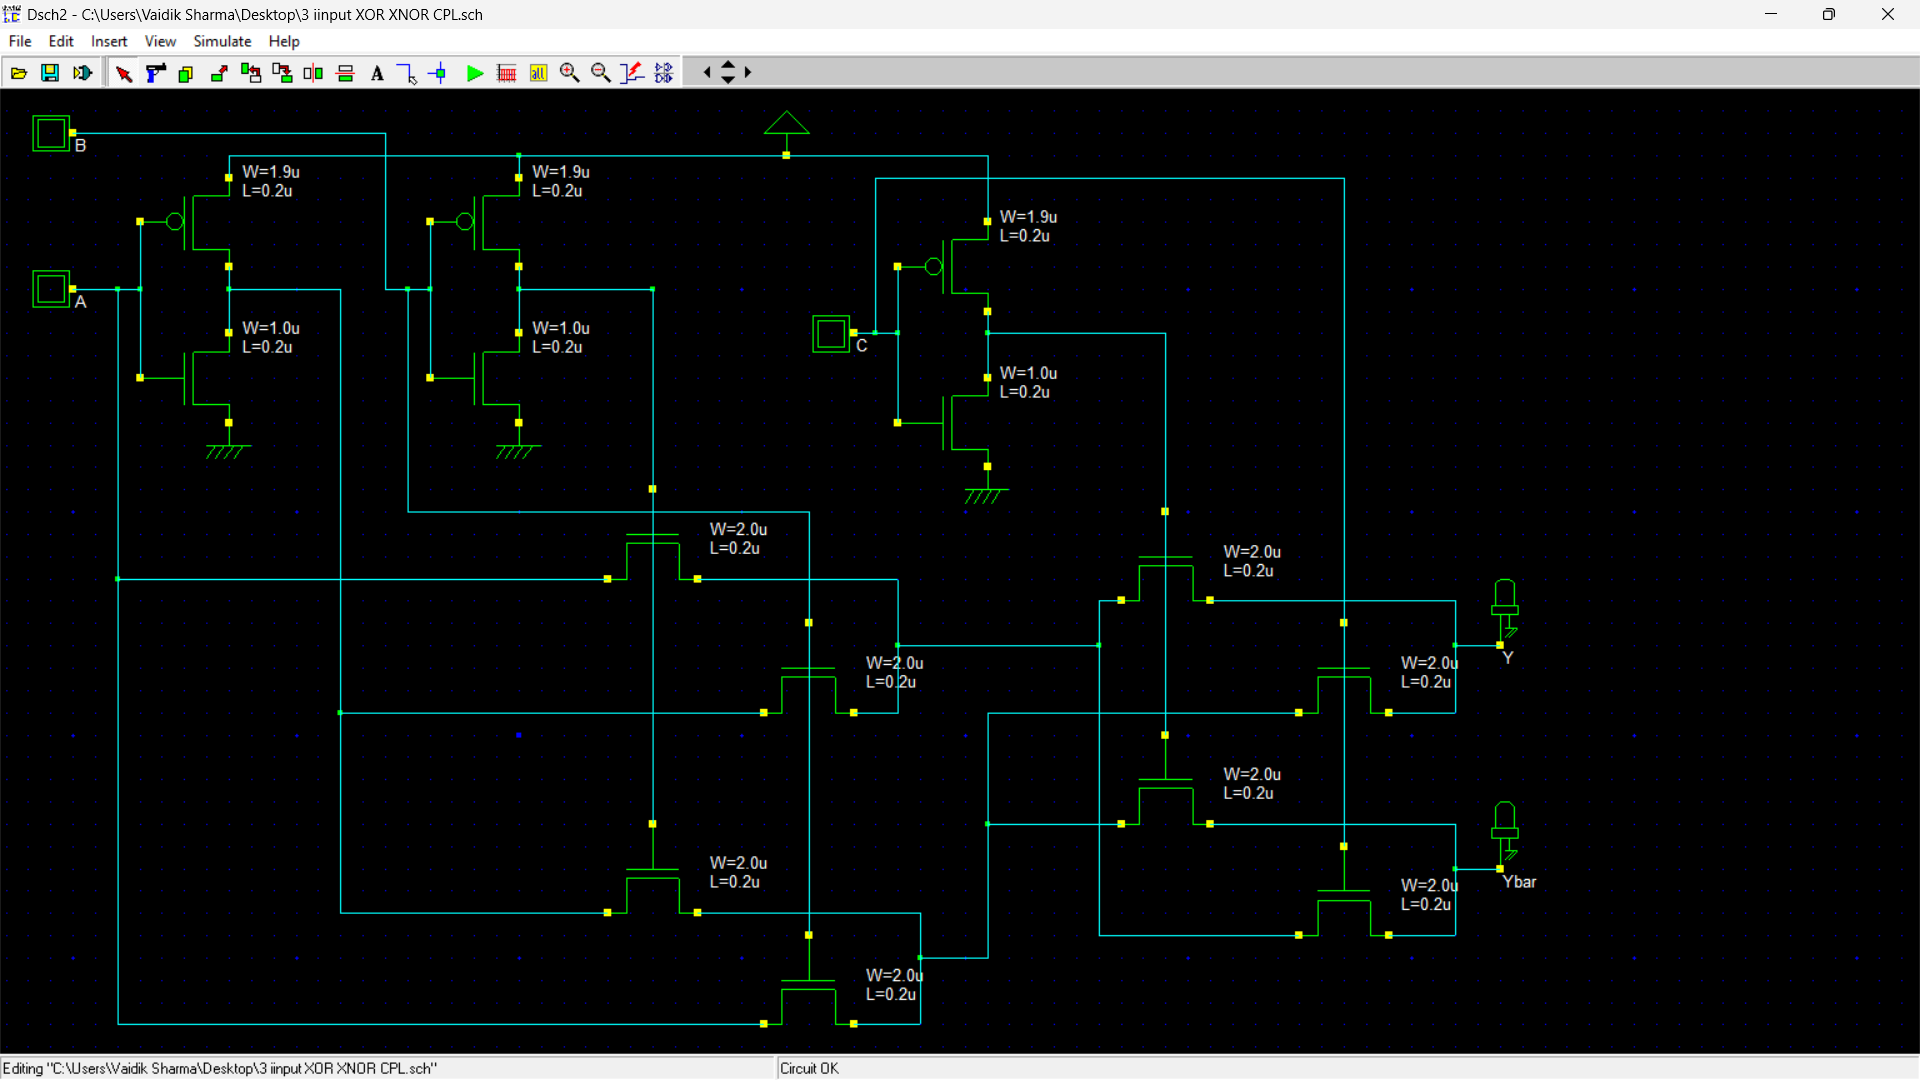 Dsch2 - C:\Users\Vaidik Sharma\Desktop\3 iinput XOR XNOR CPL.sch
File Edit Insert View Simulate Help
A
all
B
W=1.9u
L=0.2u
W=1.9u
L=0.2u
W=1.9u
L=0.2u
A
W=1.0u
L=0.2u
W=1.0u
L=0.2u
C
W=1.0u
L=0.2u
W=2.0u
L=0.2u
W=2.0u
L=0.2u
W=2.0u
L=0.2u
W=2.0u
L=0.2u
Y
W=2.0u
L=0.2u
W=2.0u
L=0.2u
W=2.0u
L=0.2u
Ybar
W=2.0u
L=0.2u
Editing "C:\Users\Vaidik Sharma\Desktop\3 iinput XOR XNOR CPL.sch"
Circuit OK